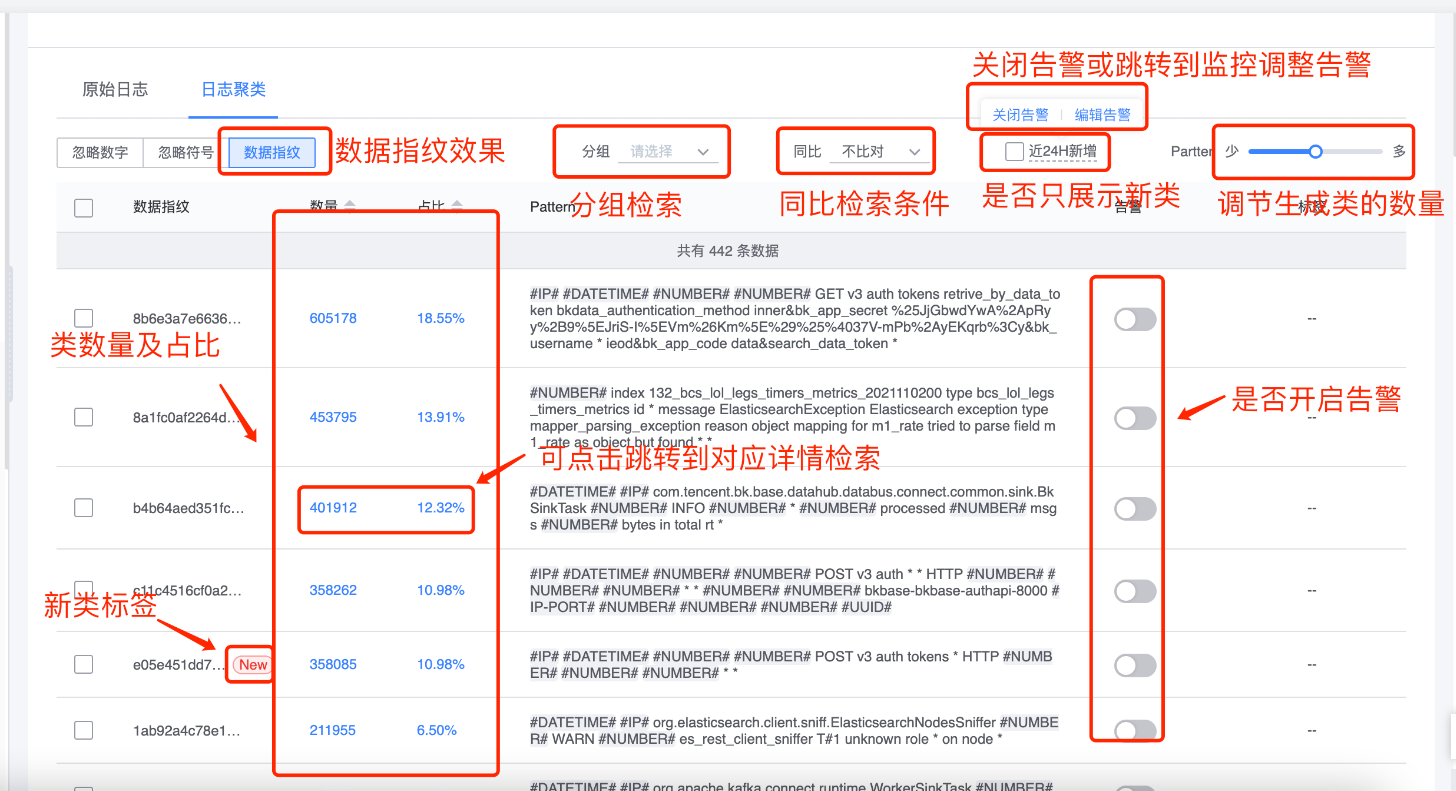 关闭告警或跳转到监控调整告警
原始日志 日志聚类
关闭告警 编辑告警
忽略数字 忽略符号 数据指纹 数据指纹效果 分组 请选择 同比 不比对 近24H新增 Partter 少 多
分组检索 同比检索条件 是否只展示新类 调节生成类的数量
数据指纹 数量 占比 Pattern 告警
共有 442 条数据
8b6e3a7e6636... 605178 18.55% #IP# #DATETIME# #NUMBER# #NUMBER# GET v3 auth tokens retrive_by_data_to
ken bkdata_authentication_method inner&bk_app_secret %25JjGbwdYwA%2ApRy
y%2B9%5EJriS-I%5EVm%26Km%5E%29%25%4037V-mPb%2AyEKqrb%3Cy&bk_
username * ieod&bk_app_code data&search_data_token * --
类数量及占比
8a1fc0af2264d... 453795 13.91% #NUMBER# index 132_bcs_lol_legs_timers_metrics_2021110200 type bcs_lol_legs
_timers_metrics id * message ElasticsearchException Elasticsearch exception type
mapper_parsing_exception reason object mapping for m1_rate tried to parse field m
1_rate as object but found * * --
是否开启告警
可点击跳转到对应详情检索
b4b64aed351fc... 401912 12.32% #DATETIME# #IP# com.tencent.bk.base.datahub.databus.connect.common.sink.Bk
SinkTask #NUMBER# INFO #NUMBER# * #NUMBER# processed #NUMBER# msg
s #NUMBER# bytes in total rt * --
c11c4516cf0a2... 358262 10.98% #IP# #DATETIME# #NUMBER# #NUMBER# POST v3 auth * * HTTP #NUMBER# #
NUMBER# #NUMBER# * * #NUMBER# #NUMBER# bkbase-bkbase-authapi-8000 #
IP-PORT# #NUMBER# #NUMBER# #NUMBER# #UUID# --
新类标签
e05e451dd7... New 358085 10.98% #IP# #DATETIME# #NUMBER# #NUMBER# POST v3 auth tokens * HTTP #NUMB
ER# #NUMBER# #NUMBER# * * --
1ab92a4c78e1... 211955 6.50% #DATETIME# #IP# org.elasticsearch.client.sniff.ElasticsearchNodesSniffer #NUMBE
R# WARN #NUMBER# es_rest_client_sniffer T#1 unknown role * on node * --
#DATETIME# #IP# org.apache.kafka.connect.runtime.WorkerSinkTask #NUMBER#